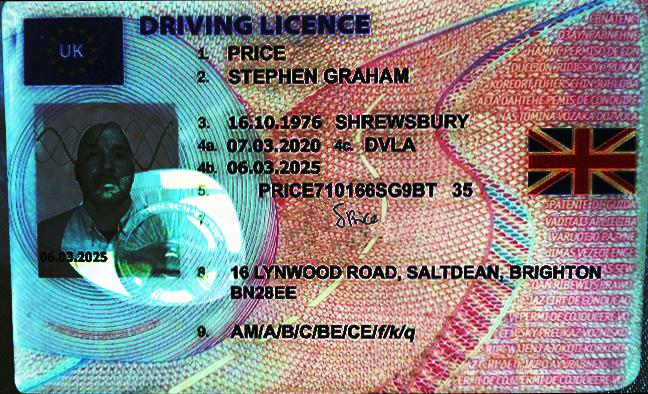 DRIVING LICENCE
UK
1. PRICE
2. STEPHEN GRAHAM
3. 16.10.1976 SHREWSBURY
4a. 07.03.2020 4c. DVLA
4b. 06.03.2025
5. PRICE710166SG9BT 35
7.
SPrice
06.03.2025
8. 16 LYNWOOD ROAD, SALTDEAN, BRIGHTON
BN28EE
9. AM/A/B/C/BE/CE/f/k/q